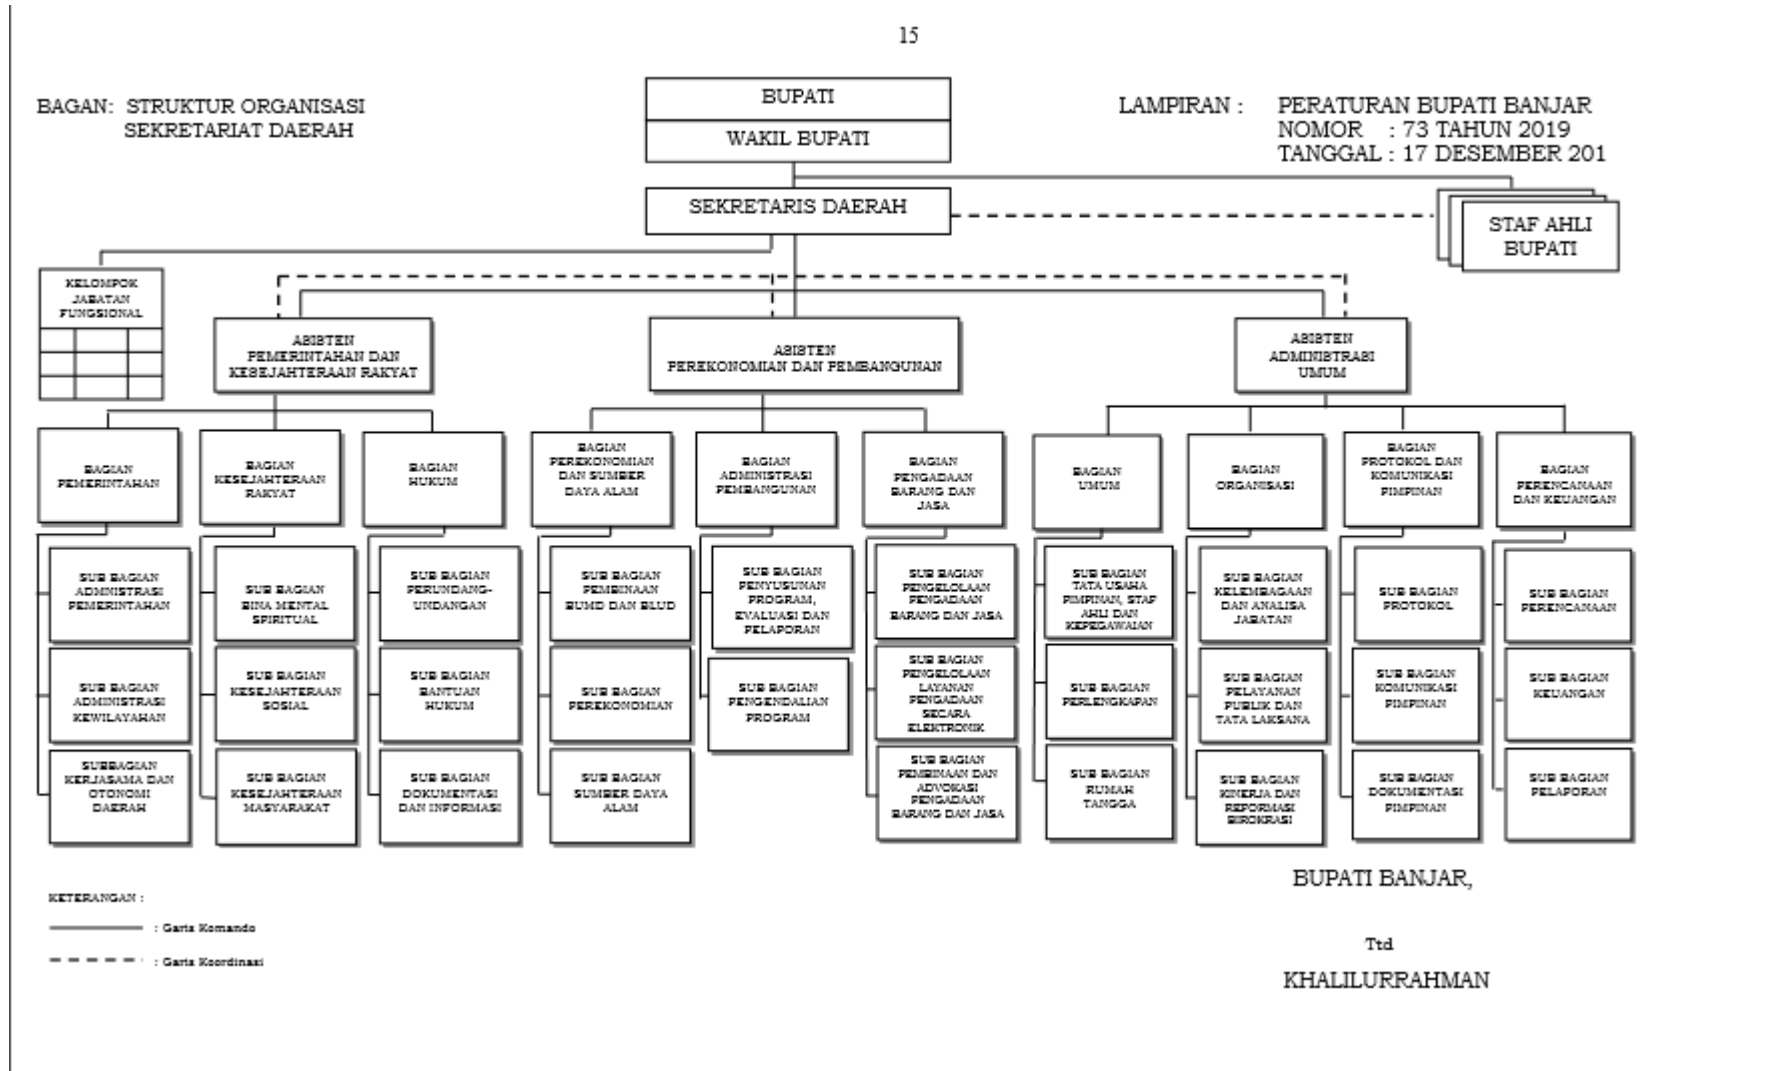 15
BAGAN: STRUKTUR ORGANISASI
SEKRETARIAT DAERAH
BUPATI
WAKIL BUPATI
LAMPIRAN : PERATURAN BUPATI BANJAR
NOMOR : 73 TAHUN 2019
TANGGAL : 17 DESEMBER 201
SEKRETARIS DAERAH
STAF AHLI
BUPATI
KELOMPOK
JABATAN
FUNGSIONAL
ASISTEN
PEMERINTAHAN DAN
KESEJAHTERAAN RAKYAT
ASISTEN
PEREKONOMIAN DAN PEMBANGUNAN
ASISTEN
ADMINISTRASI
UMUM
BAGIAN
PEMERINTAHAN
BAGIAN
KESEJAHTERAAN
RAKYAT
BAGIAN
HUKUM
BAGIAN
PEREKONOMIAN
DAN SUMBER
DAYA ALAM
BAGIAN
ADMINISTRASI
PEMBANGUNAN
BAGIAN
PENGADAAN
BARANG DAN
JASA
BAGIAN
UMUM
BAGIAN
ORGANISASI
BAGIAN
PROTOKOL DAN
KOMUNIKASI
PIMPINAN
BAGIAN
PERENCANAAN
DAN KEUANGAN
SUB BAGIAN
ADMINISTRASI
PEMERINTAHAN
SUB BAGIAN
BINA MENTAL
SPIRITUAL
SUB BAGIAN
PERUNDANG-
UNDANGAN
SUB BAGIAN
PEMBINAAN
BUMD DAN BLUD
SUB BAGIAN
PENYUSUNAN
PROGRAM,
EVALUASI DAN
PELAPORAN
SUB BAGIAN
PENGELOLAAN
PENGADAAN
BARANG DAN JASA
SUB BAGIAN
TATA USAHA
PIMPINAN, STAF
AHLI DAN
KEPEGAWAIAN
SUB BAGIAN
KELEMBAGAAN
DAN ANALISA
JABATAN
SUB BAGIAN
PROTOKOL
SUB BAGIAN
PERENCANAAN
SUB BAGIAN
ADMINISTRASI
KEWILAYAHAN
SUB BAGIAN
KESEJAHTERAAN
SOSIAL
SUB BAGIAN
BANTUAN
HUKUM
SUB BAGIAN
PEREKONOMIAN
SUB BAGIAN
PENGENDALIAN
PROGRAM
SUB BAGIAN
PENGELOLAAN
LAYANAN
PENGADAAN
SECARA
ELEKTRONIK
SUB BAGIAN
PERLENGKAPAN
SUB BAGIAN
PELAYANAN
PUBLIK DAN
TATA LAKSANA
SUB BAGIAN
KOMUNIKASI
PIMPINAN
SUB BAGIAN
KEUANGAN
SUBBAGIAN
KERJASAMA DAN
OTONOMI
DAERAH
SUB BAGIAN
KESEJAHTERAAN
MASYARAKAT
SUB BAGIAN
DOKUMENTASI
DAN INFORMASI
SUB BAGIAN
SUMBER DAYA
ALAM
SUB BAGIAN
PEMBINAAN DAN
ADVOKASI
PENGADAAN
BARANG DAN JASA
SUB BAGIAN
RUMAH
TANGGA
SUB BAGIAN
KINERJA DAN
REFORMASI
BIROKRASI
SUB BAGIAN
DOKUMENTASI
PIMPINAN
SUB BAGIAN
PELAPORAN
KETERANGAN :
: Garis Komando
: Garis Koordinasi
BUPATI BANJAR,
Ttd
KHALILURRAHMAN